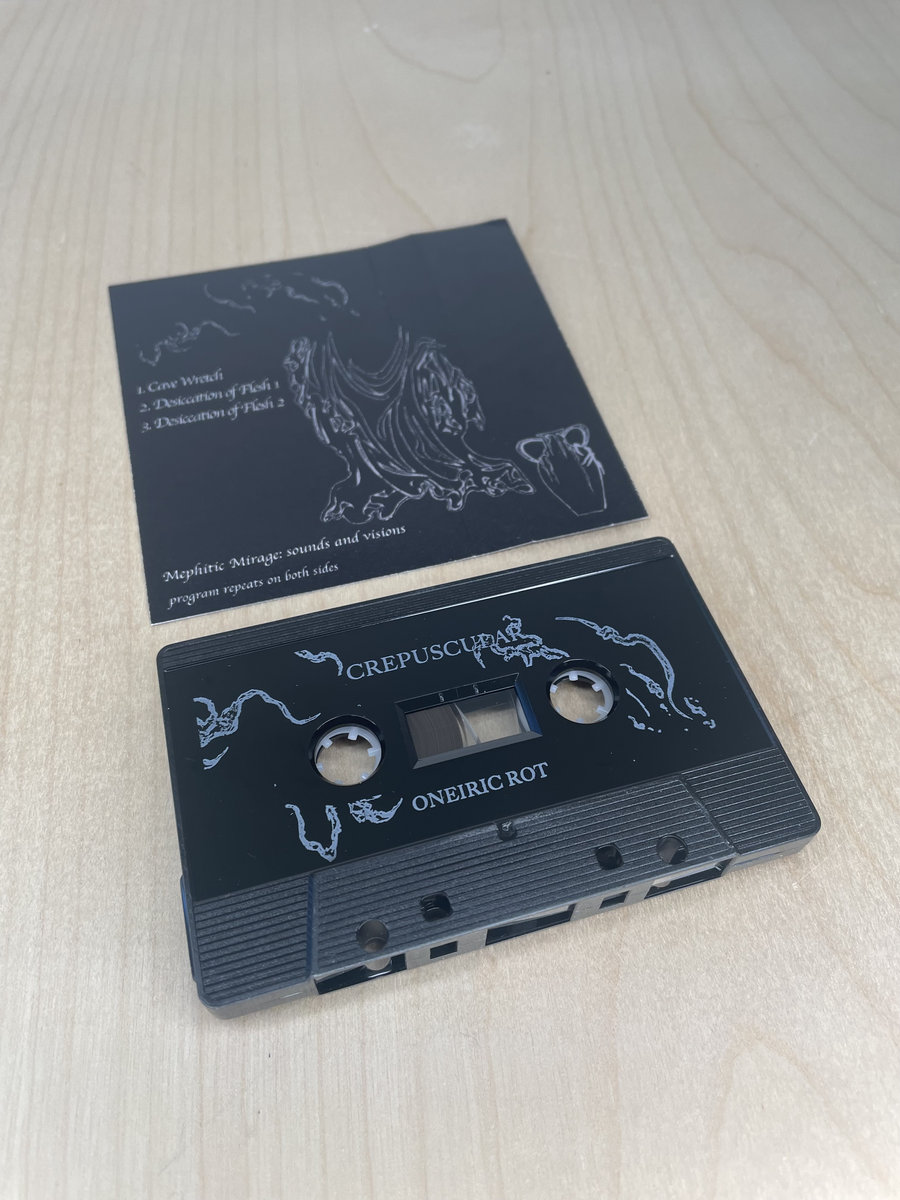 1. Cave Wretch
2. Desiccation of Flesh 1
3. Desiccation of Flesh 2
Mephitic Mirage: sounds and visions
program repeats on both sides
CREPUSCULAR
ONEIRIC ROT